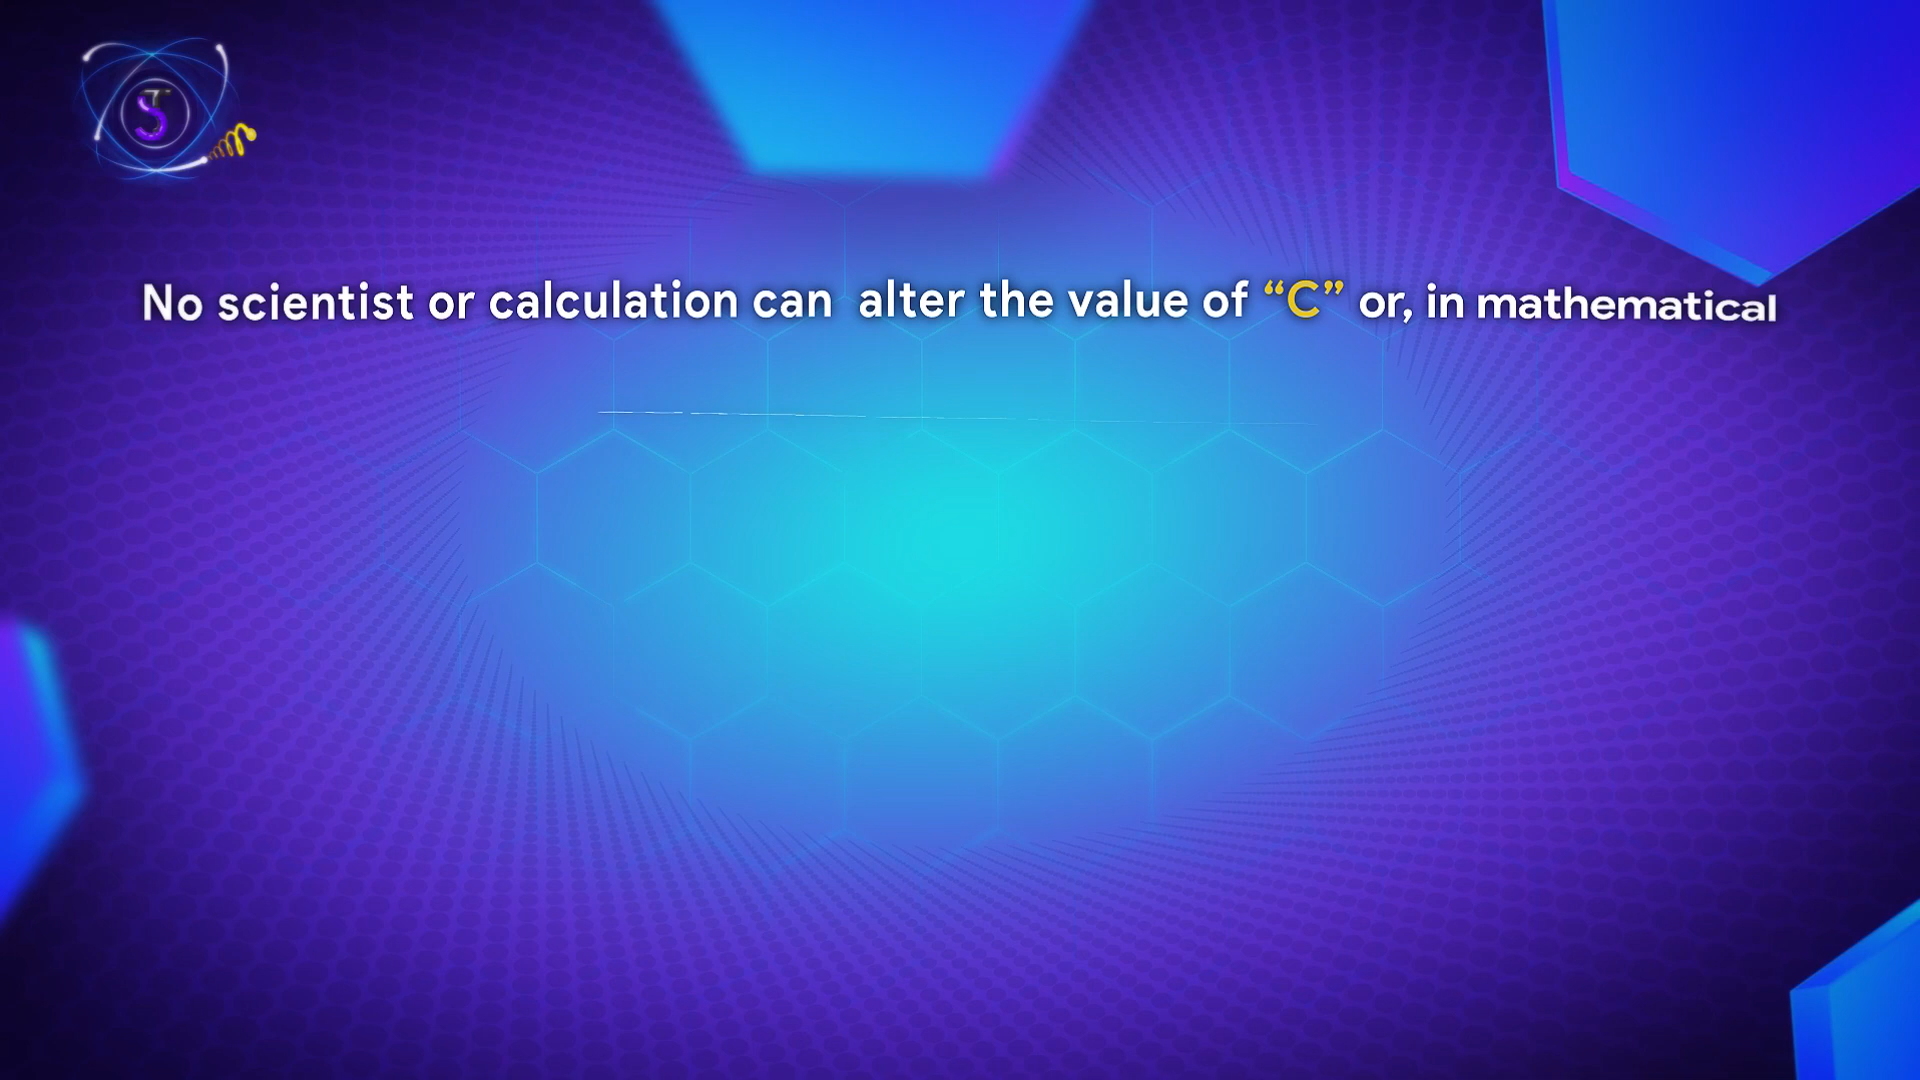 No scientist or calculation can alter the value of “C” or, in mathematical